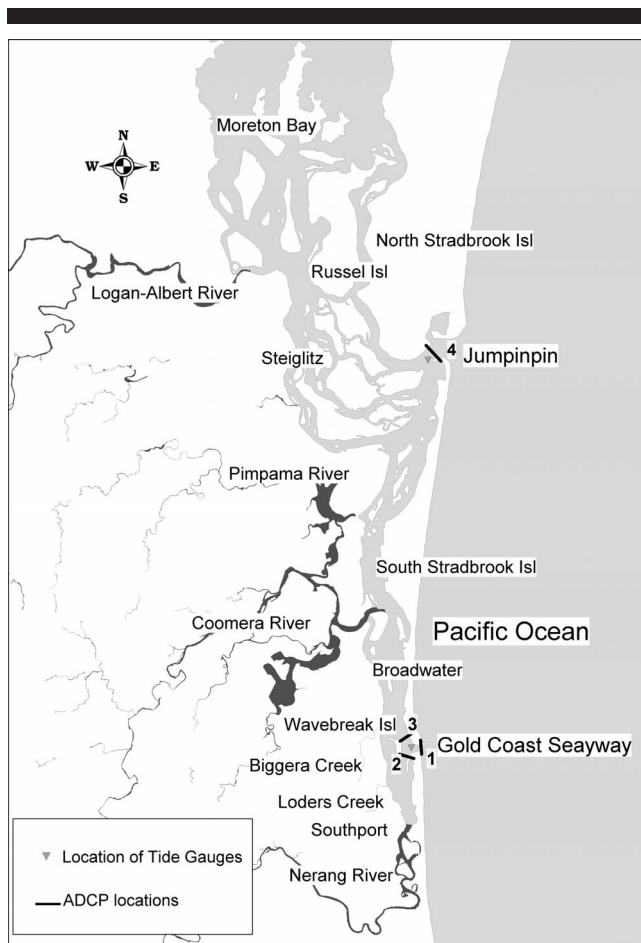 Moreton Bay
N
W E
S
North Stradbrook Isl
Russel Isl
Logan-Albert River
4 Jumpinpin
Steiglitz
Pimpama River
South Stradbrook Isl
Coomera River
Pacific Ocean
Broadwater
Wavebreak Isl 3
Gold Coast Seayway
2 1
Biggera Creek
Loders Creek
Southport
Nerang River
Location of Tide Gauges
ADCP locations